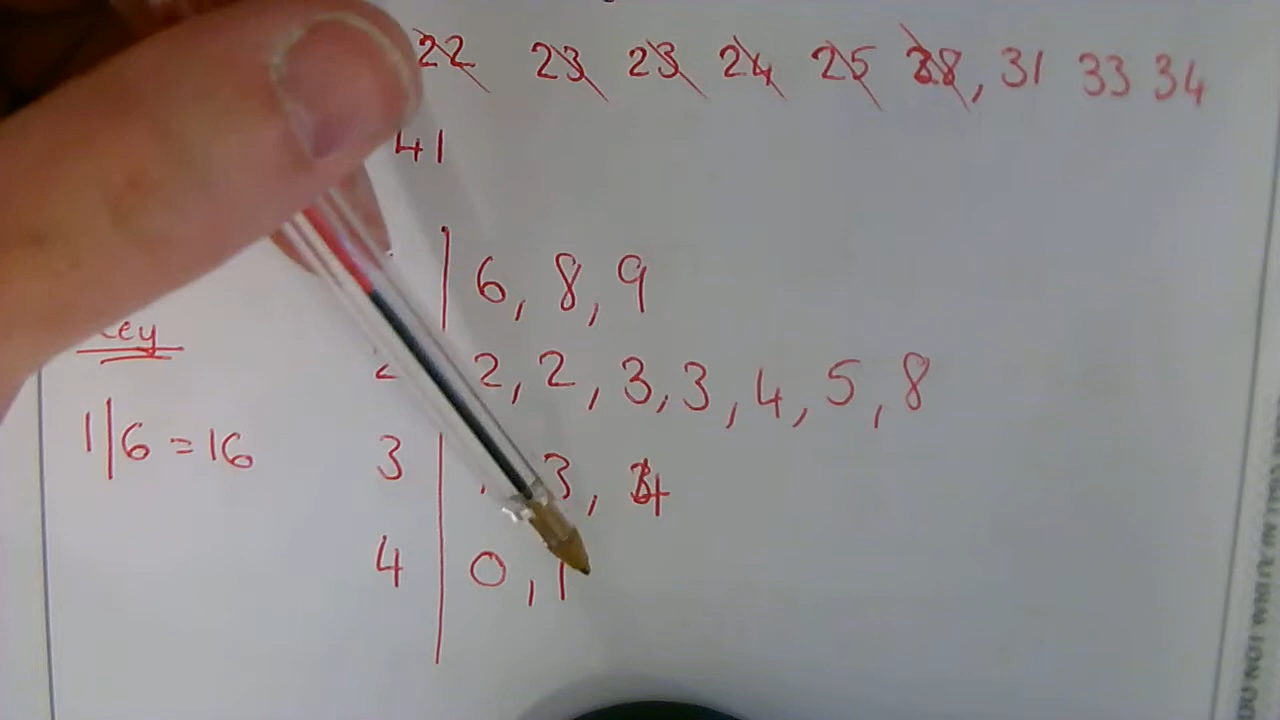 22 23 23 24 25 28, 31 33 34
41
6, 8, 9
Key
2 2, 2, 3, 3, 4, 5, 8
1|6 = 16
3 | 3, 4
4 | 0, 1